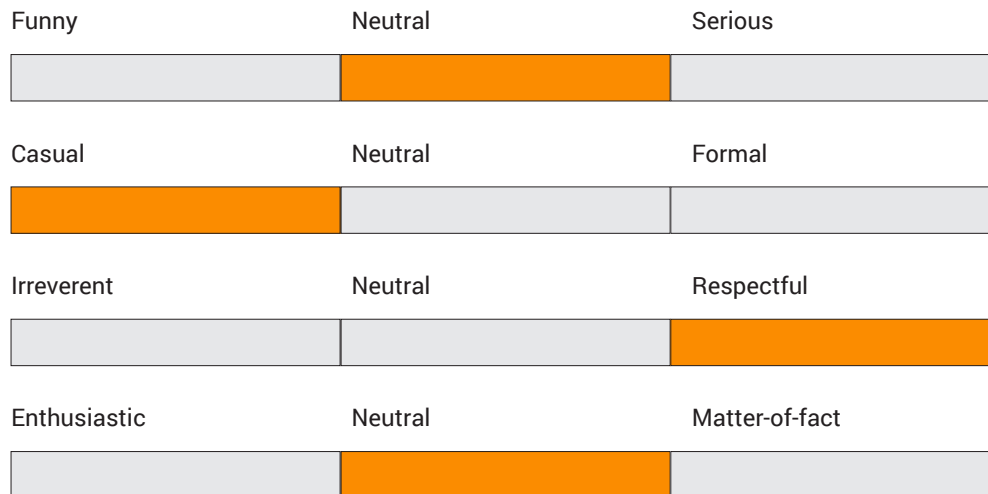 Funny Neutral Serious
Casual Neutral Formal
Irreverent Neutral Respectful
Enthusiastic Neutral Matter-of-fact